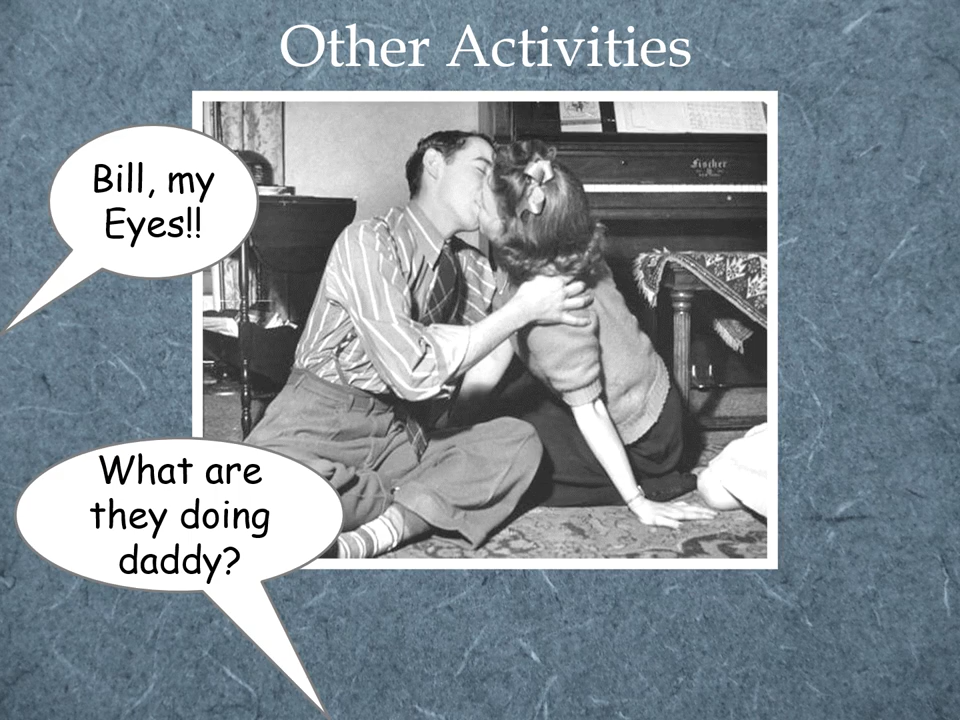 Other Activities
Bill, my
Eyes!!
Fischer
What are
they doing
daddy?